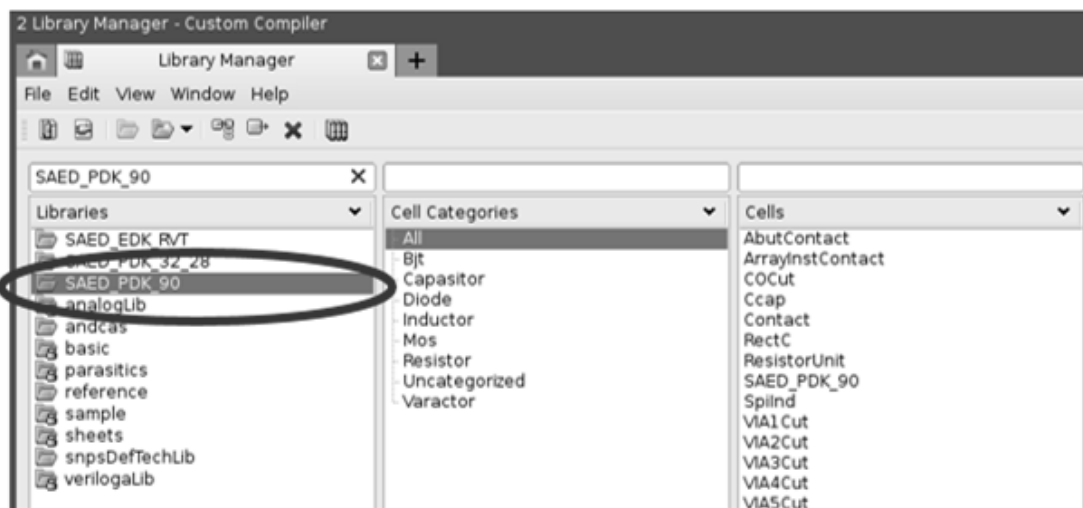 2 Library Manager - Custom Compiler
Library Manager
File Edit View Window Help
SAED_PDK_90
Libraries
SAED_EDK_RVT
SAED_PDK_32_28
SAED_PDK_90
analogLib
andcas
basic
parasitics
reference
sample
sheets
snpsDefTechLib
verilogaLib
Cell Categories
All
Bjt
Capasitor
Diode
Inductor
Mos
Resistor
Uncategorized
Varactor
Cells
AbutContact
ArrayInstContact
COCut
Ccap
Contact
RectC
ResistorUnit
SAED_PDK_90
SpiInd
VIA1Cut
VIA2Cut
VIA3Cut
VIA4Cut
VIA5Cut